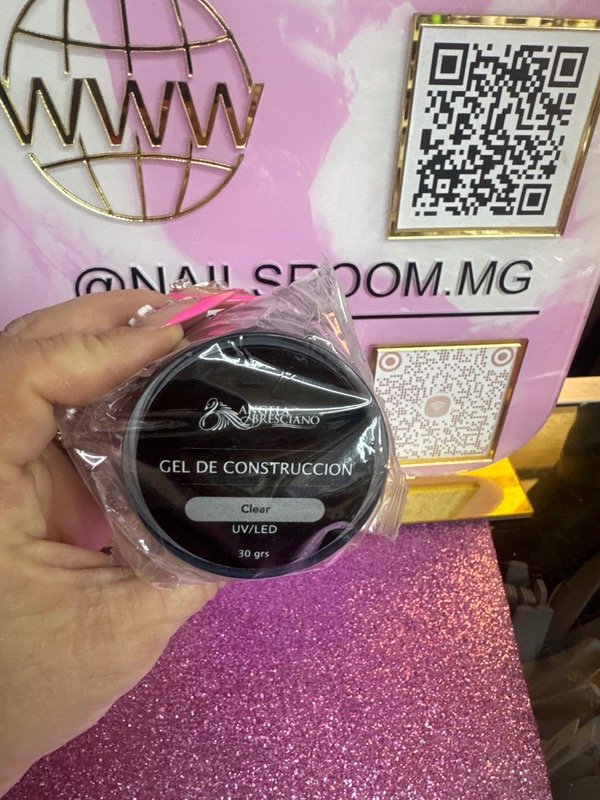 WWW
@NAILSROOM.MG
ANGELA
BRESCIANO
GEL DE CONSTRUCCION
Clear
UV/LED
30 grs